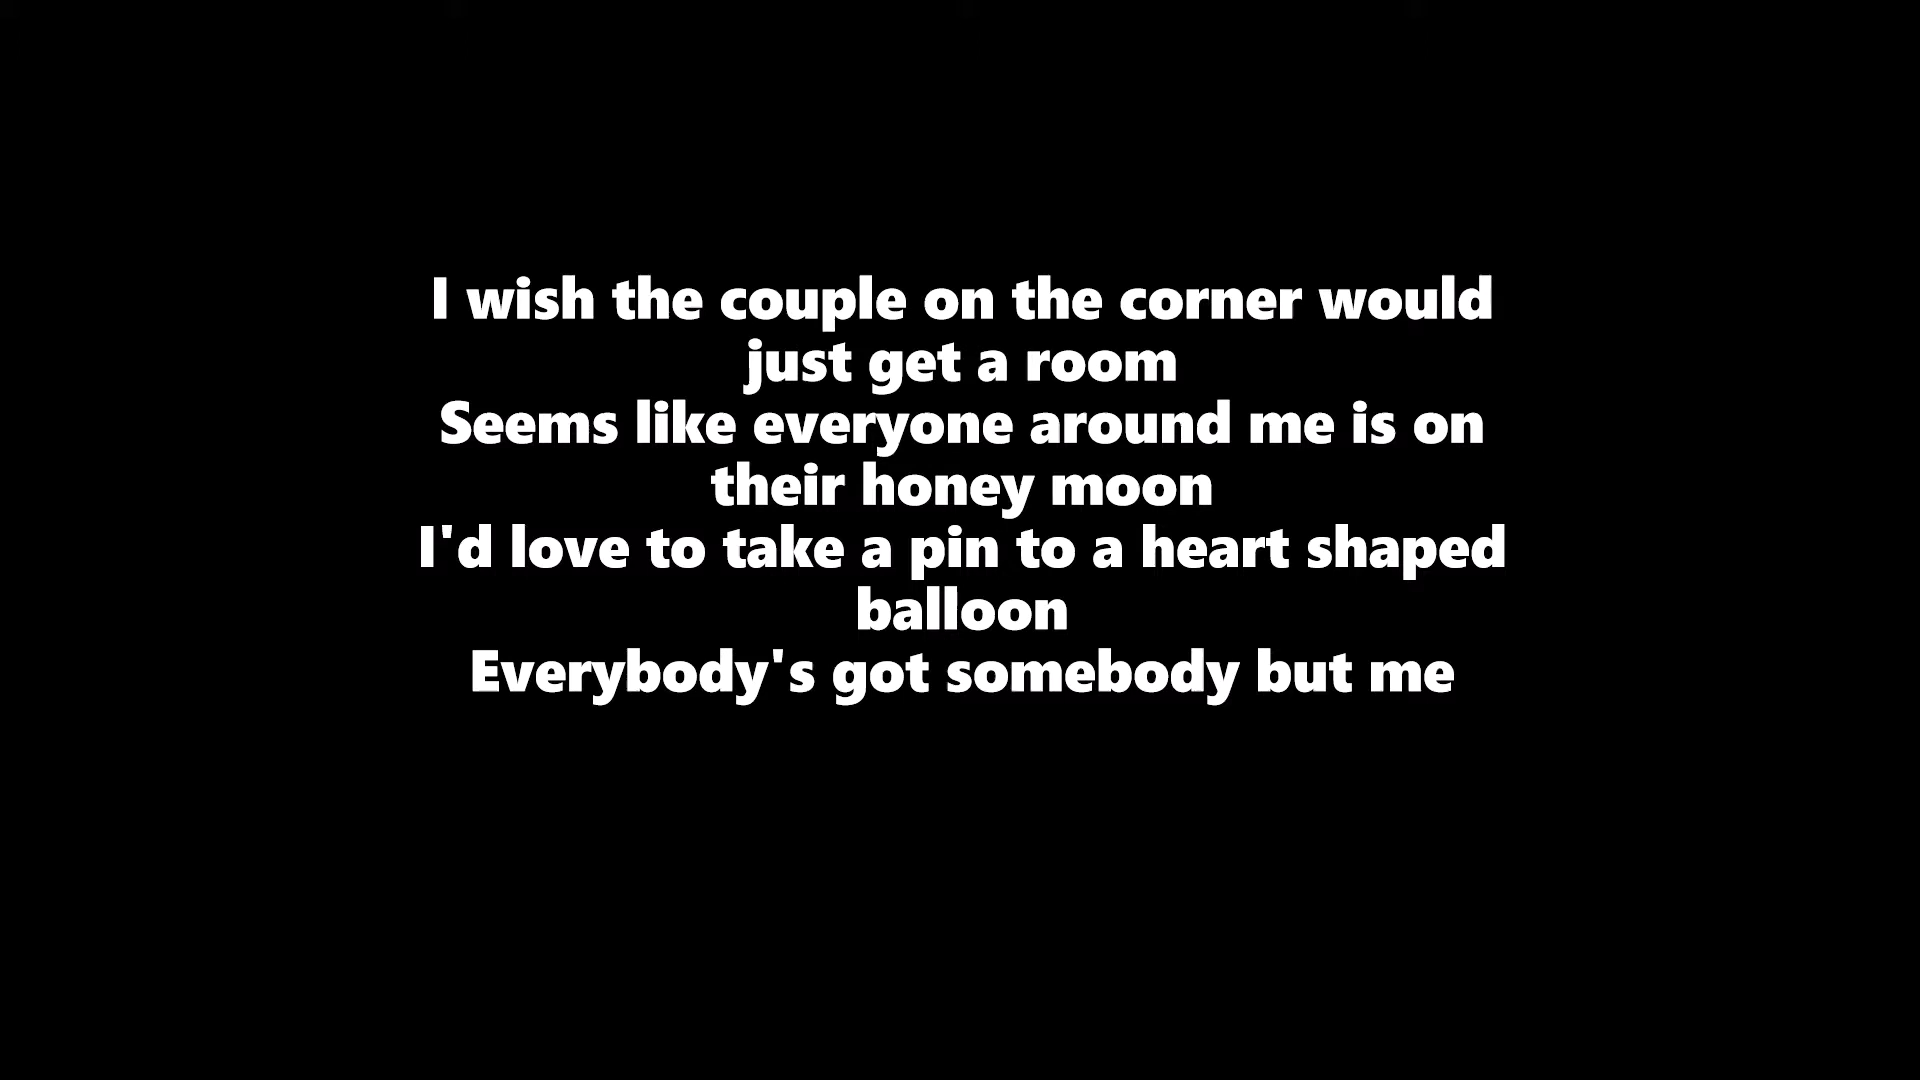 I wish the couple on the corner would
just get a room
Seems like everyone around me is on
their honey moon
I'd love to take a pin to a heart shaped
balloon
Everybody's got somebody but me